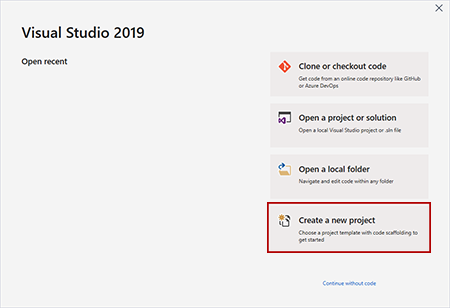 Visual Studio 2019
Open recent
Clone or checkout code
Get code from an online code repository like GitHub
or Azure DevOps
Open a project or solution
Open a local Visual Studio project or .sln file
Open a local folder
Navigate and edit code within any folder
Create a new project
Choose a project template with code scaffolding to
get started
Continue without code